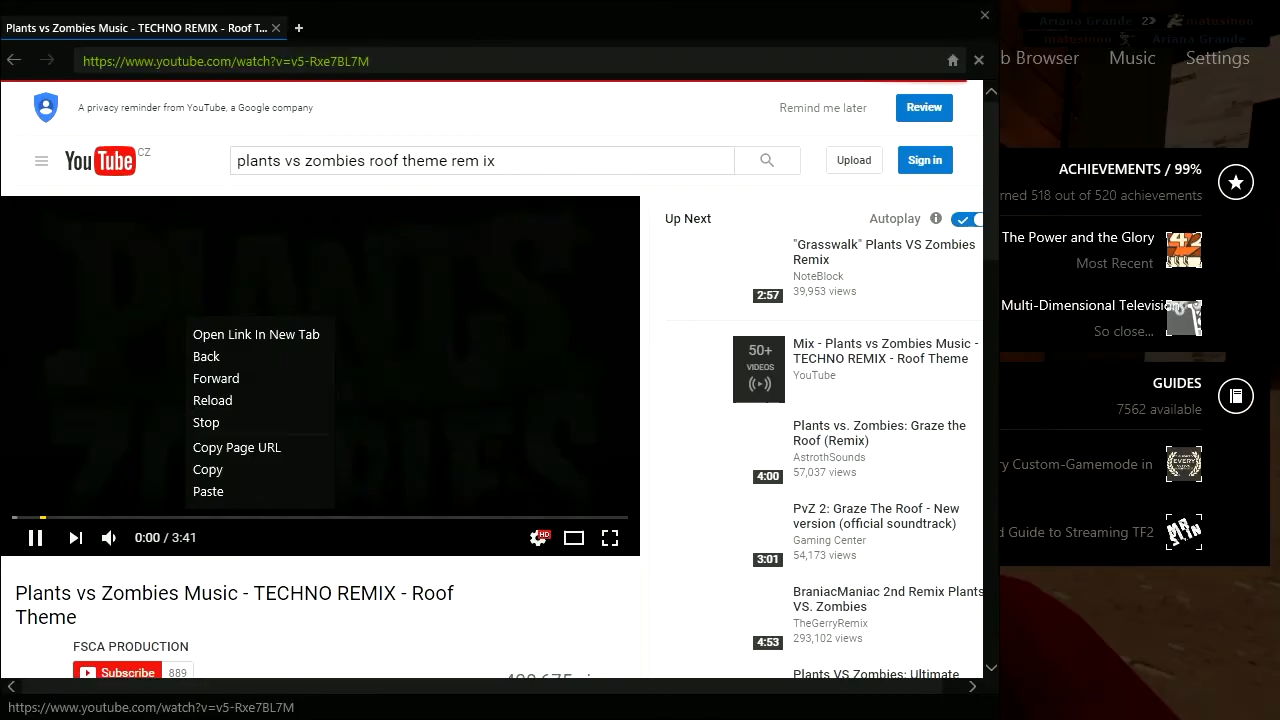 Plants vs Zombies Music - TECHNO REMIX - Roof T...
https://www.youtube.com/watch?v=v5-Rxe7BL7M
A privacy reminder from YouTube, a Google company
Remind me later
Review
YouTube CZ
plants vs zombies roof theme rem ix
Upload
Sign in
PLANTS
ZOMBIES
Open Link In New Tab
Back
Forward
Reload
Stop
Copy Page URL
Copy
Paste
0:00 / 3:41
HD
Plants vs Zombies Music - TECHNO REMIX - Roof
Theme
FSCA PRODUCTION
Subscribe
889
Up Next
Autoplay
"Grasswalk" Plants VS Zombies
Remix
NoteBlock
39,953 views
2:57
50+
VIDEOS
Mix - Plants vs Zombies Music -
TECHNO REMIX - Roof Theme
YouTube
Plants vs. Zombies: Graze the
Roof (Remix)
AstrothSounds
57,037 views
4:00
PvZ 2: Graze The Roof - New
version (official soundtrack)
Gaming Center
54,173 views
3:01
BraniacManiac 2nd Remix Plants
VS. Zombies
TheGerryRemix
293,102 views
4:53
Plants VS Zombies: Ultimate
https://www.youtube.com/watch?v=v5-Rxe7BL7M
Ariana Grande
matusmoo
matusmoo
Ariana Grande
b Browser
Music
Settings
ACHIEVEMENTS / 99%
rned 518 out of 520 achievements
The Power and the Glory
Most Recent
Multi-Dimensional Televisio
So close...
GUIDES
7562 available
ry Custom-Gamemode in
d Guide to Streaming TF2